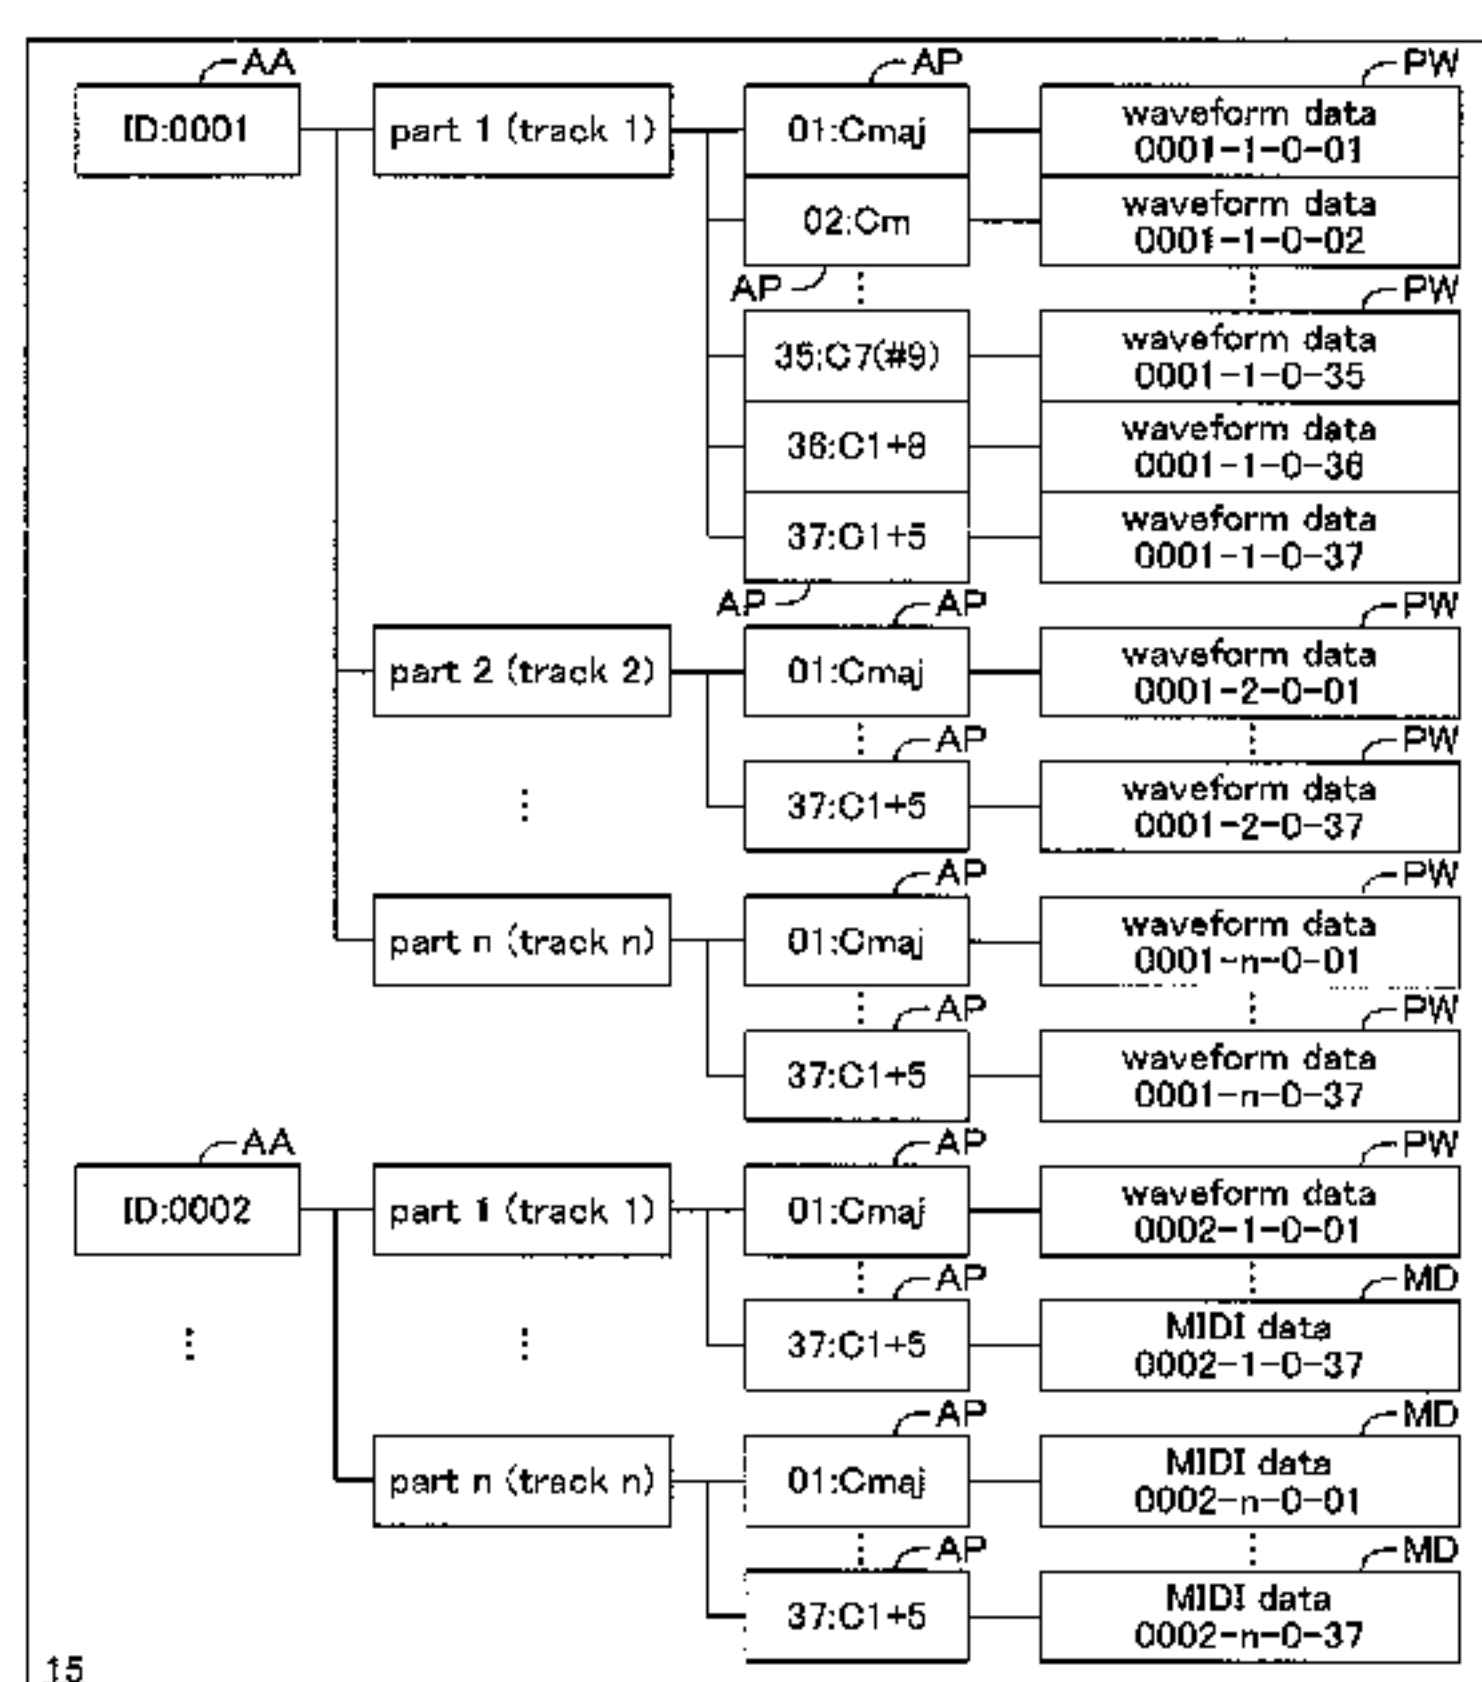 AA AP PW
ID:0001 part 1 (track 1) 01:Cmaj waveform data
0001-1-0-01
02:Cm waveform data
0001-1-0-02
AP PW
35:C7(#9) waveform data
0001-1-0-35
36:C1+8 waveform data
0001-1-0-36
37:C1+5 waveform data
0001-1-0-37
AP AP PW
part 2 (track 2) 01:Cmaj waveform data
0001-2-0-01
AP PW
37:C1+5 waveform data
0001-2-0-37
AP PW
part n (track n) 01:Cmaj waveform data
0001-n-0-01
AP PW
37:C1+5 waveform data
0001-n-0-37
AA AP PW
ID:0002 part 1 (track 1) 01:Cmaj waveform data
0002-1-0-01
AP MD
37:C1+5 MIDI data
0002-1-0-37
AP MD
part n (track n) 01:Cmaj MIDI data
0002-n-0-01
AP MD
37:C1+5 MIDI data
0002-n-0-37
15